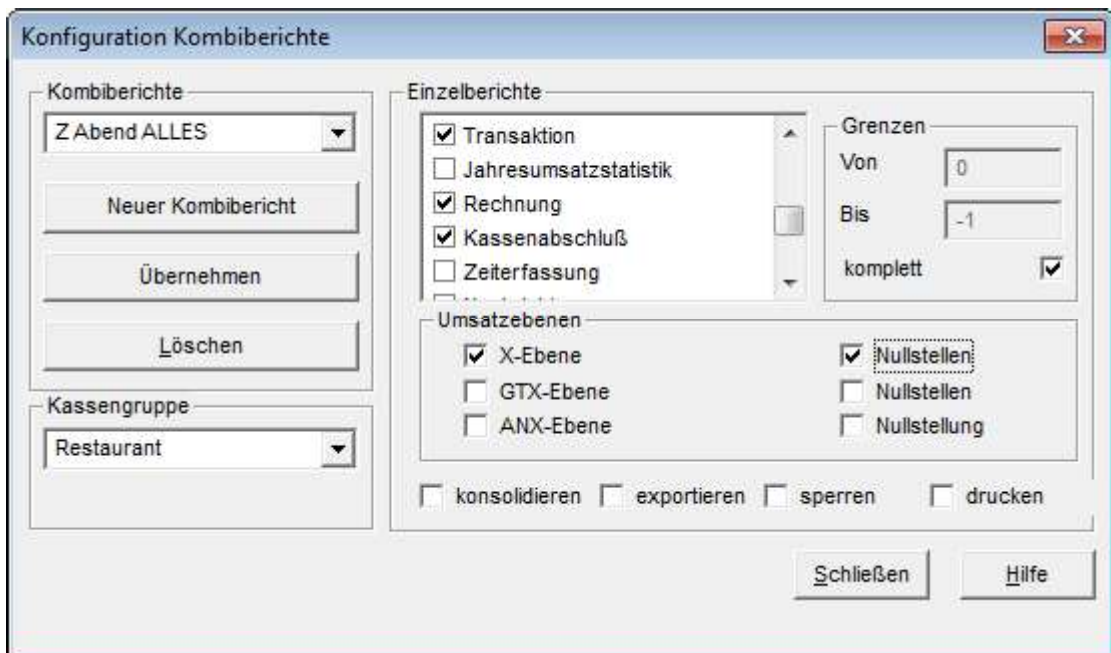 Konfiguration Kombiberichte
Kombiberichte
Z Abend ALLES
Neuer Kombibericht
Übernehmen
Löschen
Kassengruppe
Restaurant
Einzelberichte
Transaktion
Jahresumsatzstatistik
Rechnung
Kassenabschluß
Zeiterfassung
Grenzen
Von 0
Bis -1
komplett
Umsatzebenen
X-Ebene Nullstellen
GTX-Ebene Nullstellen
ANX-Ebene Nullstellung
konsolidieren exportieren sperren drucken
Schließen Hilfe